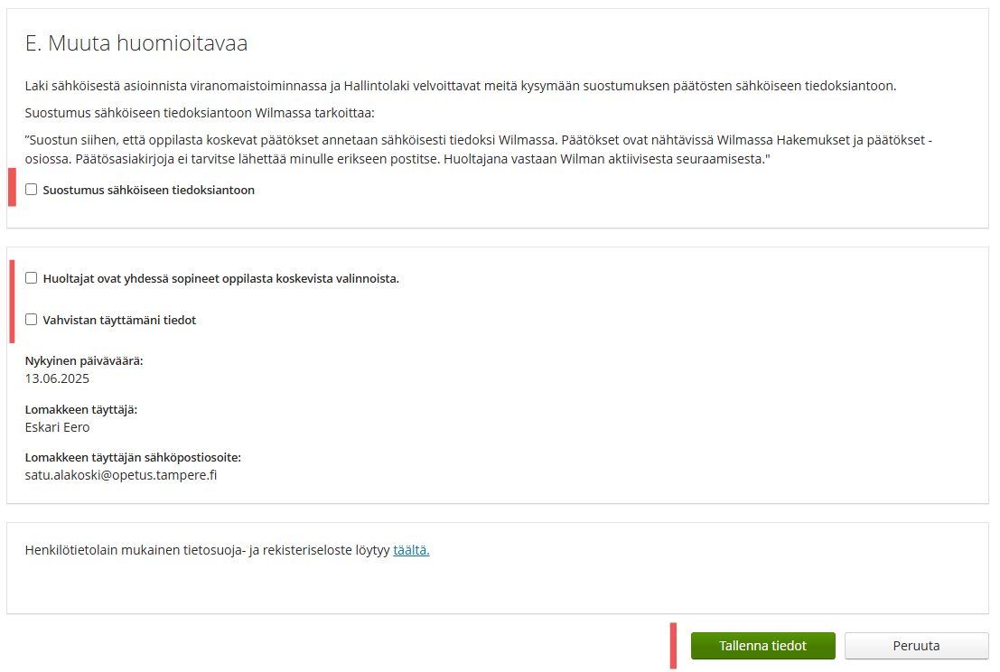 E. Muuta huomioitavaa
Laki sähköisestä asioinnista viranomaistoiminnassa ja Hallintolaki velvoittavat meitä kysymään suostumuksen päätösten sähköiseen tiedoksiantoon.
Suostumus sähköiseen tiedoksiantoon Wilmassa tarkoittaa:
"Suostun siihen, että oppilasta koskevat päätökset annetaan sähköisesti tiedoksi Wilmassa. Päätökset ovat nähtävissä Wilmassa Hakemukset ja päätökset -
osiossa. Päätösasiakirjoja ei tarvitse lähettää minulle erikseen postitse. Huoltajana vastaan Wilman aktiivisesta seuraamisesta."
Suostumus sähköiseen tiedoksiantoon
Huoltajat ovat yhdessä sopineet oppilasta koskevista valinnoista.
Vahvistan täyttämäni tiedot
Nykyinen päiväväärä:
13.06.2025
Lomakkeen täyttäjä:
Eskari Eero
Lomakkeen täyttäjän sähköpostiosoite:
satu.alakoski@opetus.tampere.fi
Henkilötietolain mukainen tietosuoja- ja rekisteriseloste löytyy täältä.
Tallenna tiedot
Peruuta